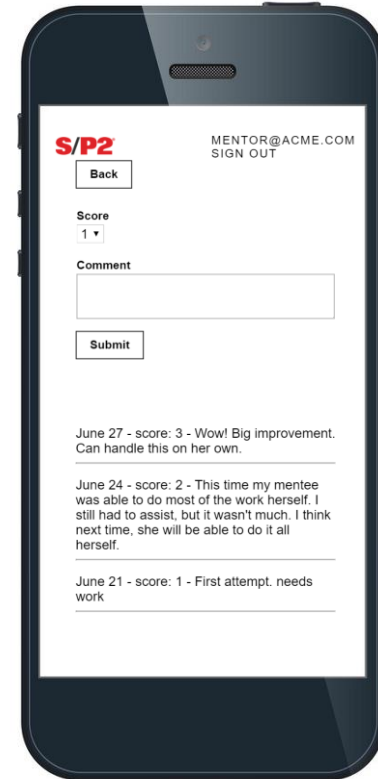 S/P2
MENTOR@ACME.COM
SIGN OUT
Back
Score
1
Comment
Submit
June 27 - score: 3 - Wow! Big improvement.
Can handle this on her own.
June 24 - score: 2 - This time my mentee
was able to do most of the work herself. I
still had to assist, but it wasn't much. I think
next time, she will be able to do it all
herself.
June 21 - score: 1 - First attempt. needs
work